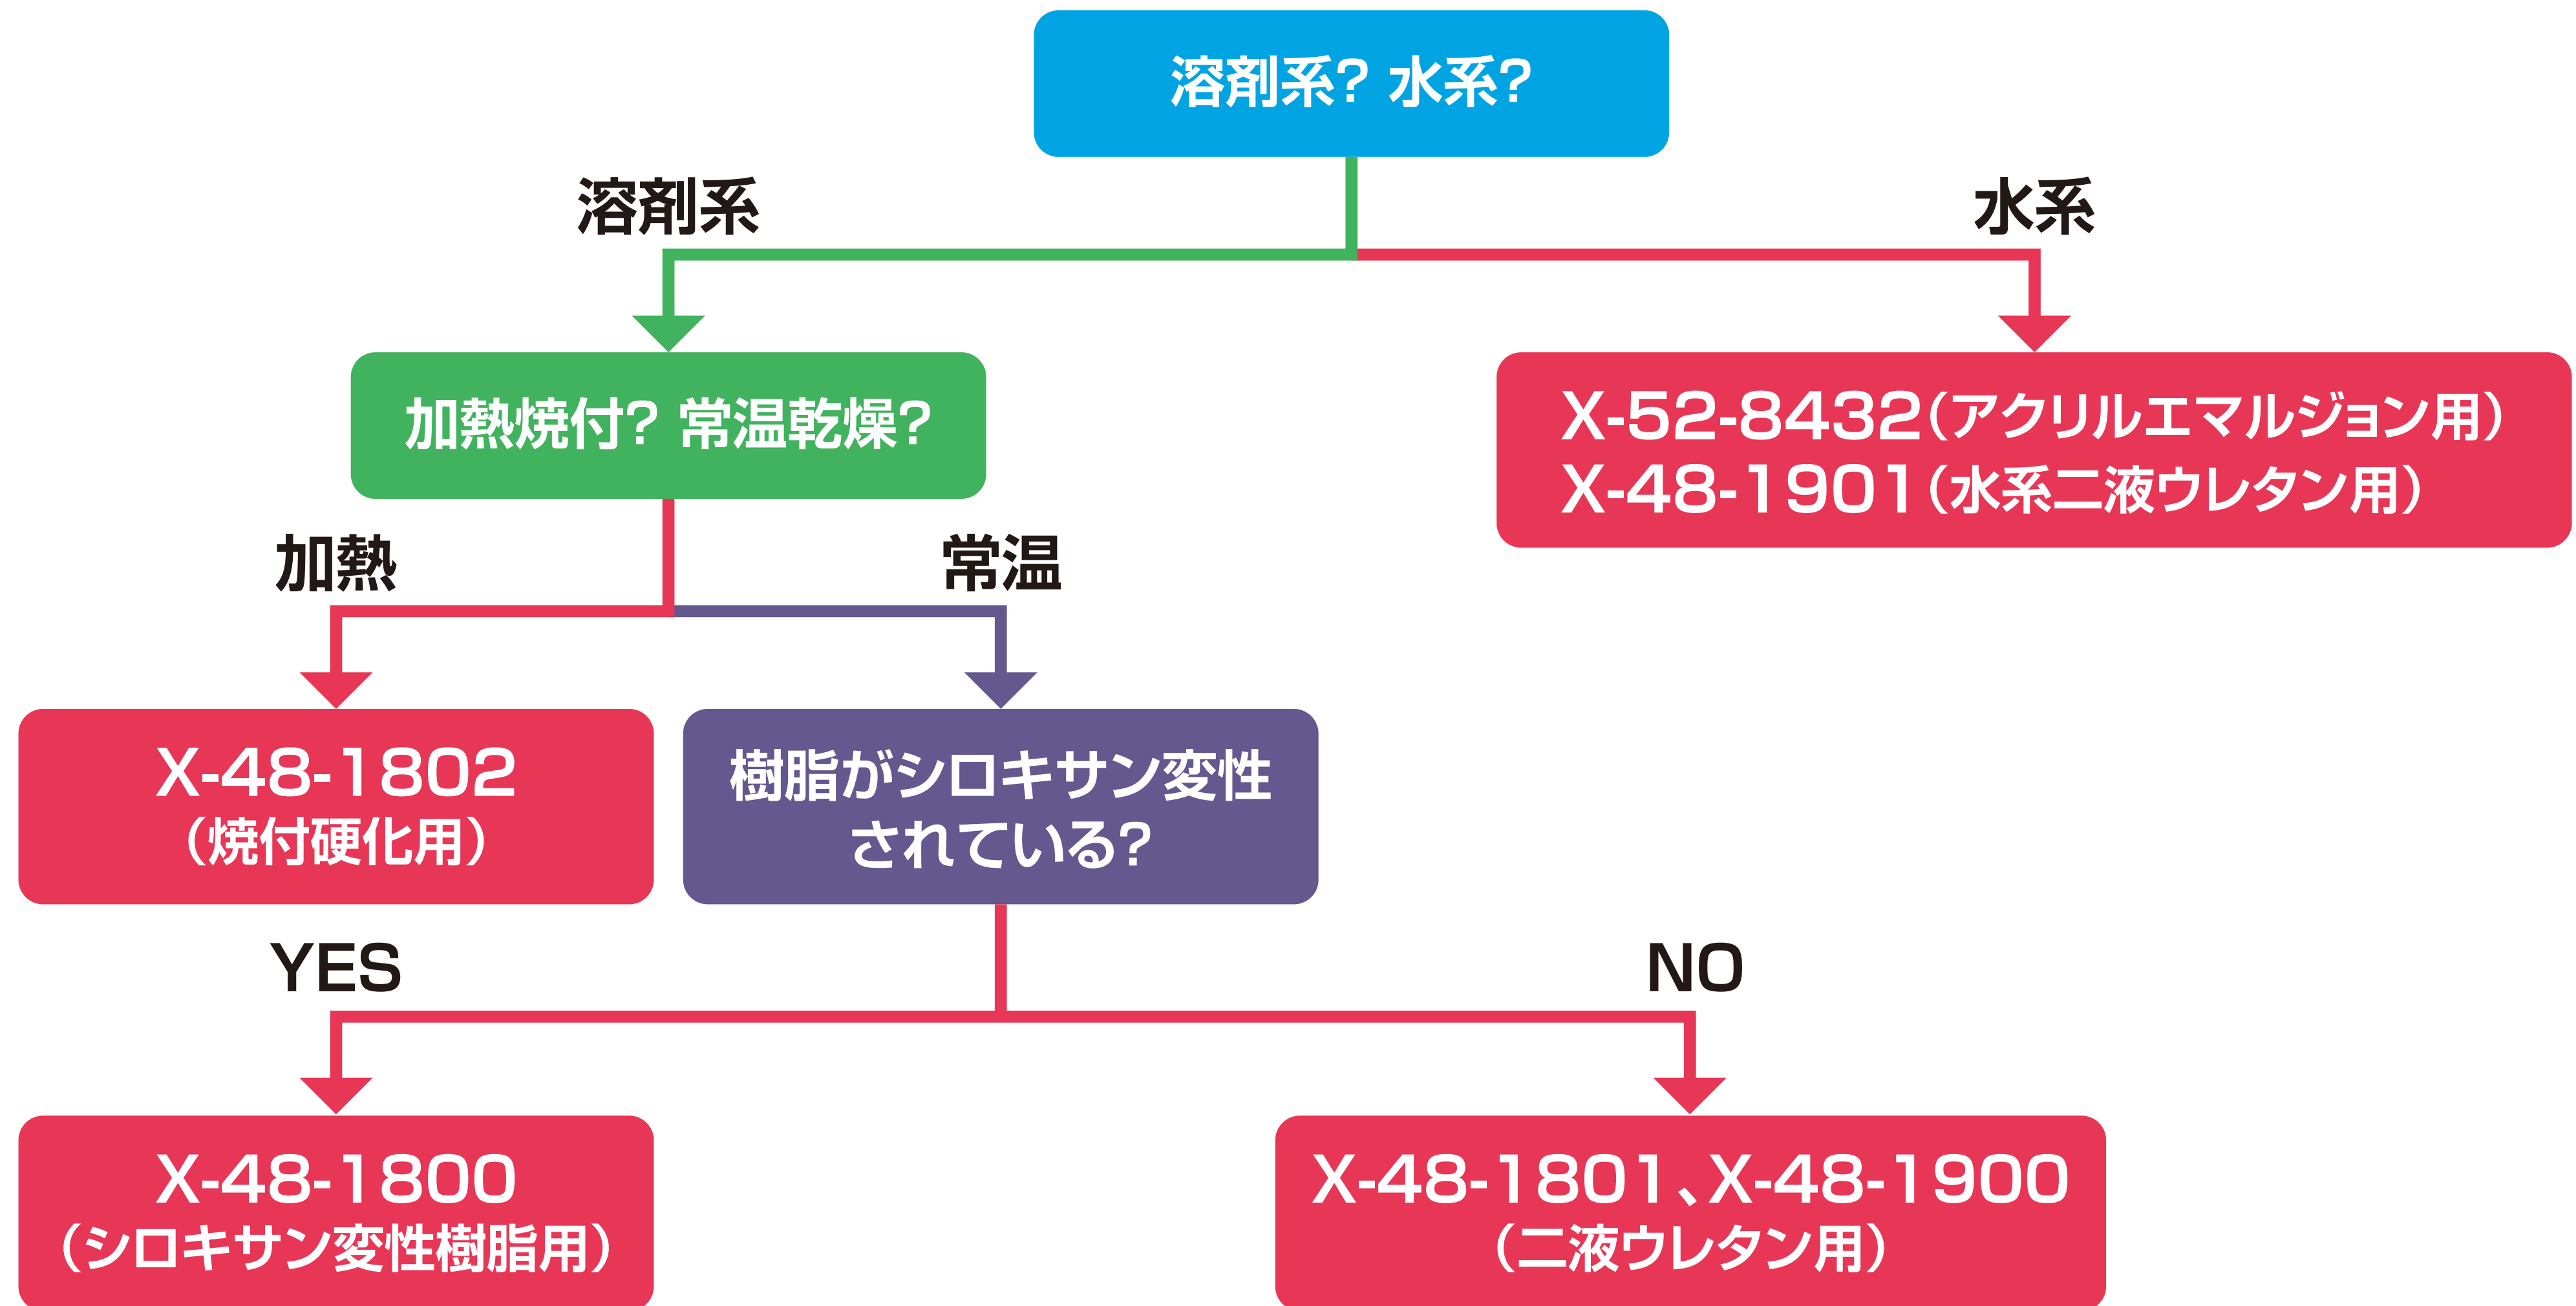 溶剤系? 水系?
溶剤系
水系
加熱焼付? 常温乾燥?
X-52-8432（アクリルエマルジョン用）
X-48-1901（水系二液ウレタン用）
加熱
常温
X-48-1802
（焼付硬化用）
樹脂がシロキサン変性
されている?
YES
NO
X-48-1800
（シロキサン変性樹脂用）
X-48-1801、X-48-1900
（二液ウレタン用）